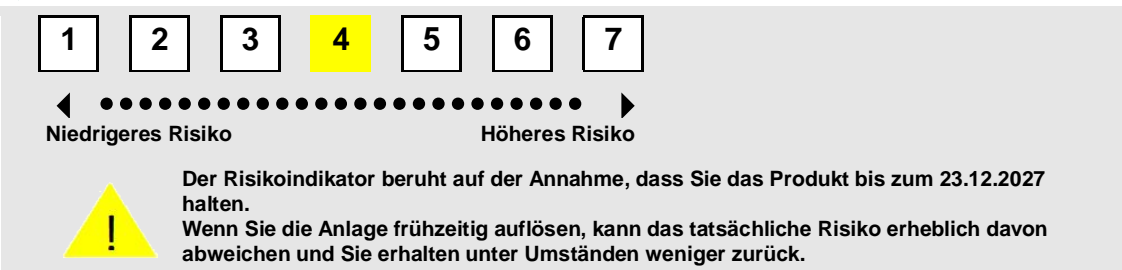 1 2 3 4 5 6 7
Niedrigeres Risiko Höheres Risiko
Der Risikoindikator beruht auf der Annahme, dass Sie das Produkt bis zum 23.12.2027
halten.
Wenn Sie die Anlage frühzeitig auflösen, kann das tatsächliche Risiko erheblich davon
! abweichen und Sie erhalten unter Umständen weniger zurück.